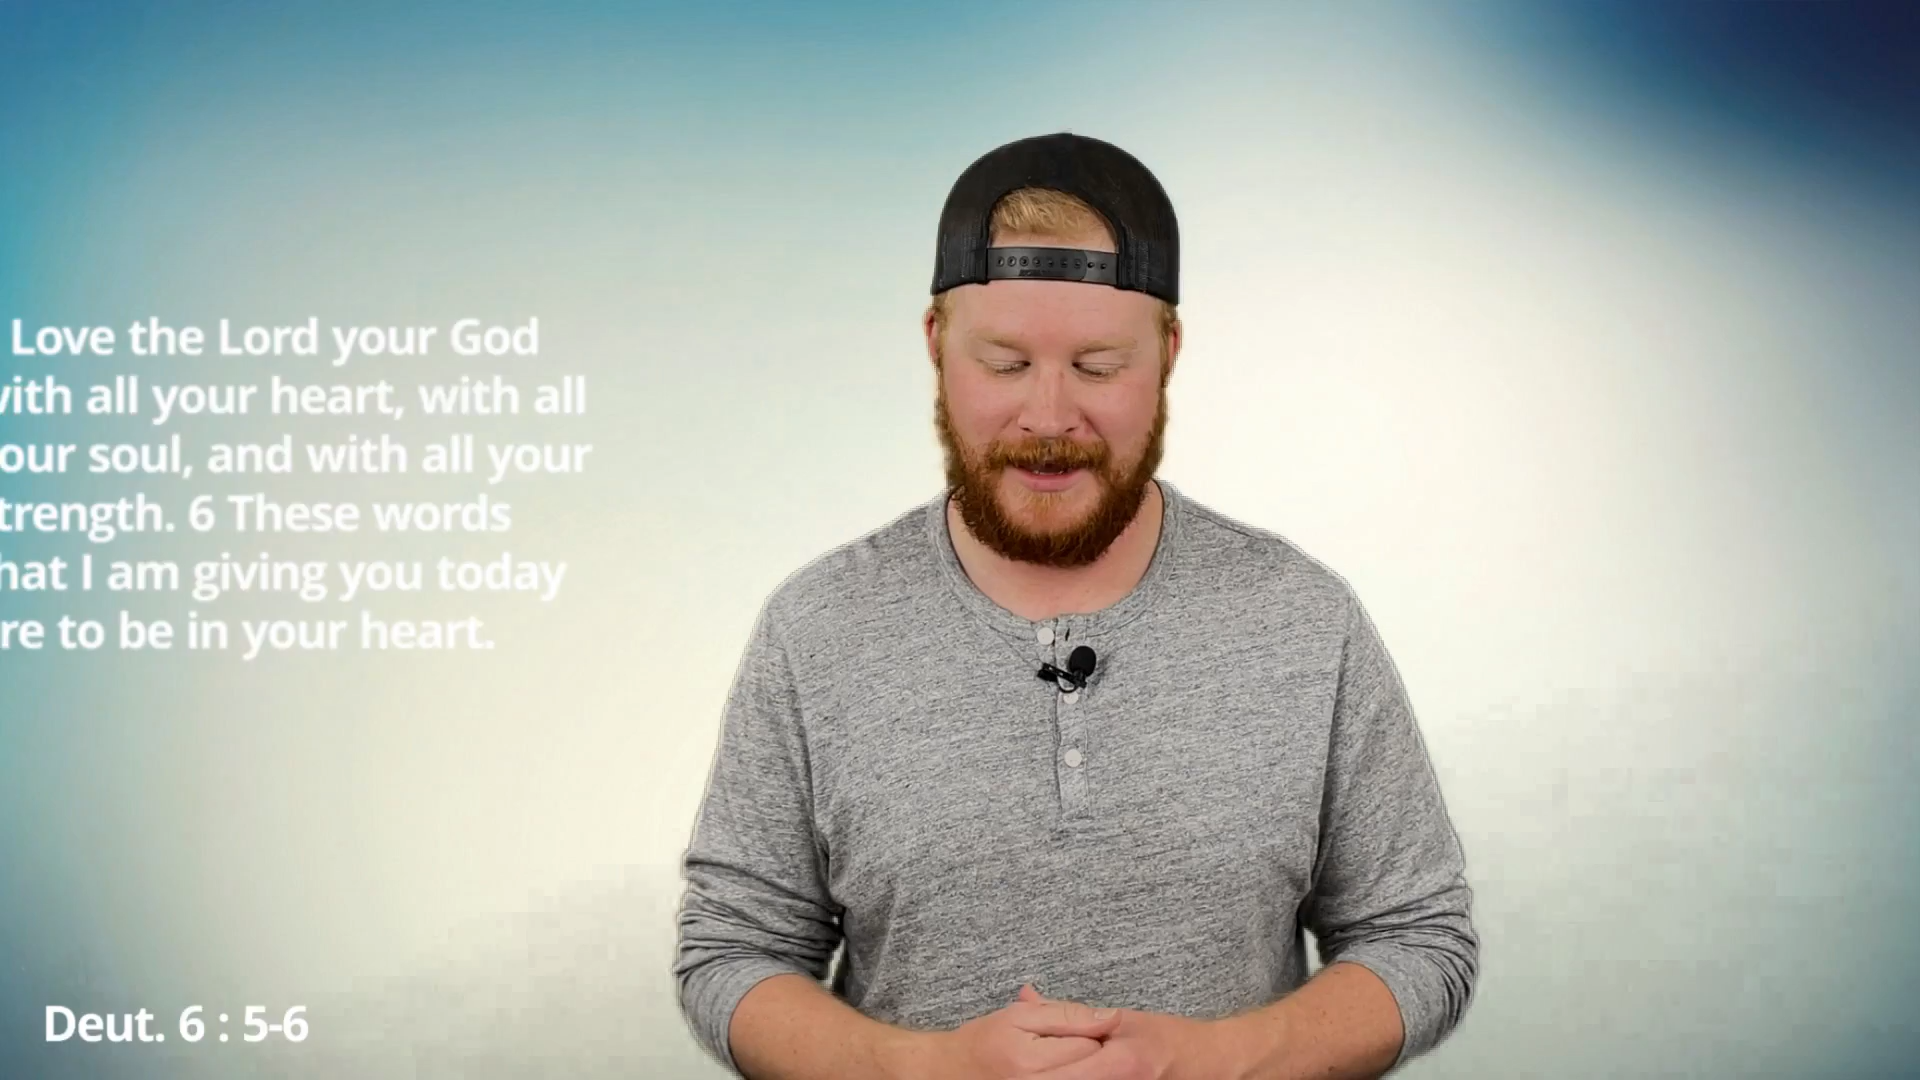 Love the Lord your God
with all your heart, with all
our soul, and with all your
trength. 6 These words
hat I am giving you today
re to be in your heart.
Deut. 6 : 5-6